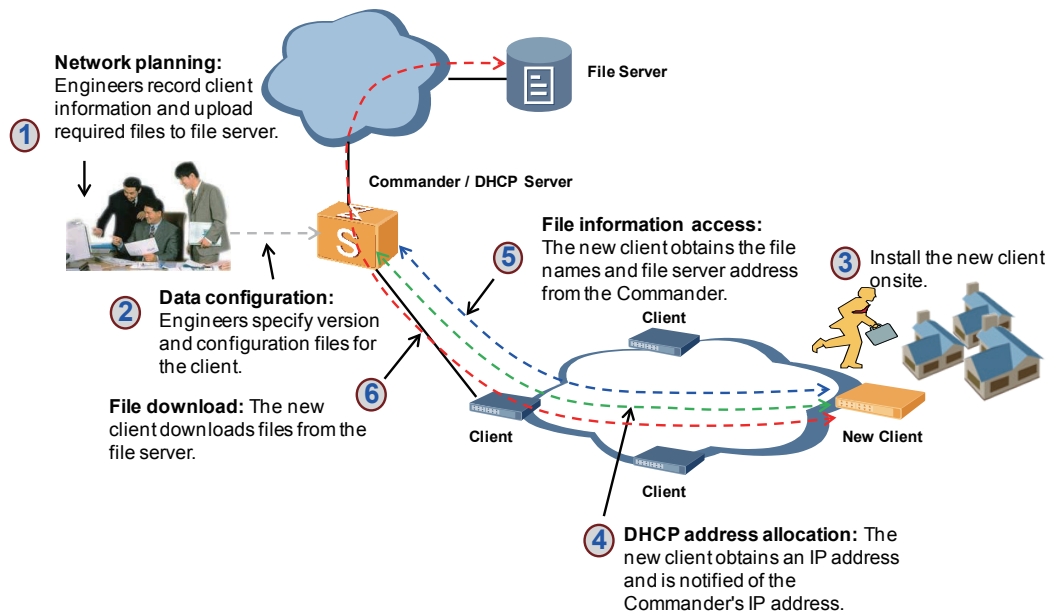 Network planning:
Engineers record client
information and upload
required files to file server.
1
File Server
Commander / DHCP Server
S
2
Data configuration:
Engineers specify version
and configuration files for
the client.
File information access:
The new client obtains the file
names and file server address
from the Commander.
5
3
Install the new client
onsite.
Client
6
File download: The new
client downloads files from the
file server.
Client
New Client
Client
4
DHCP address allocation: The
new client obtains an IP address
and is notified of the
Commander's IP address.